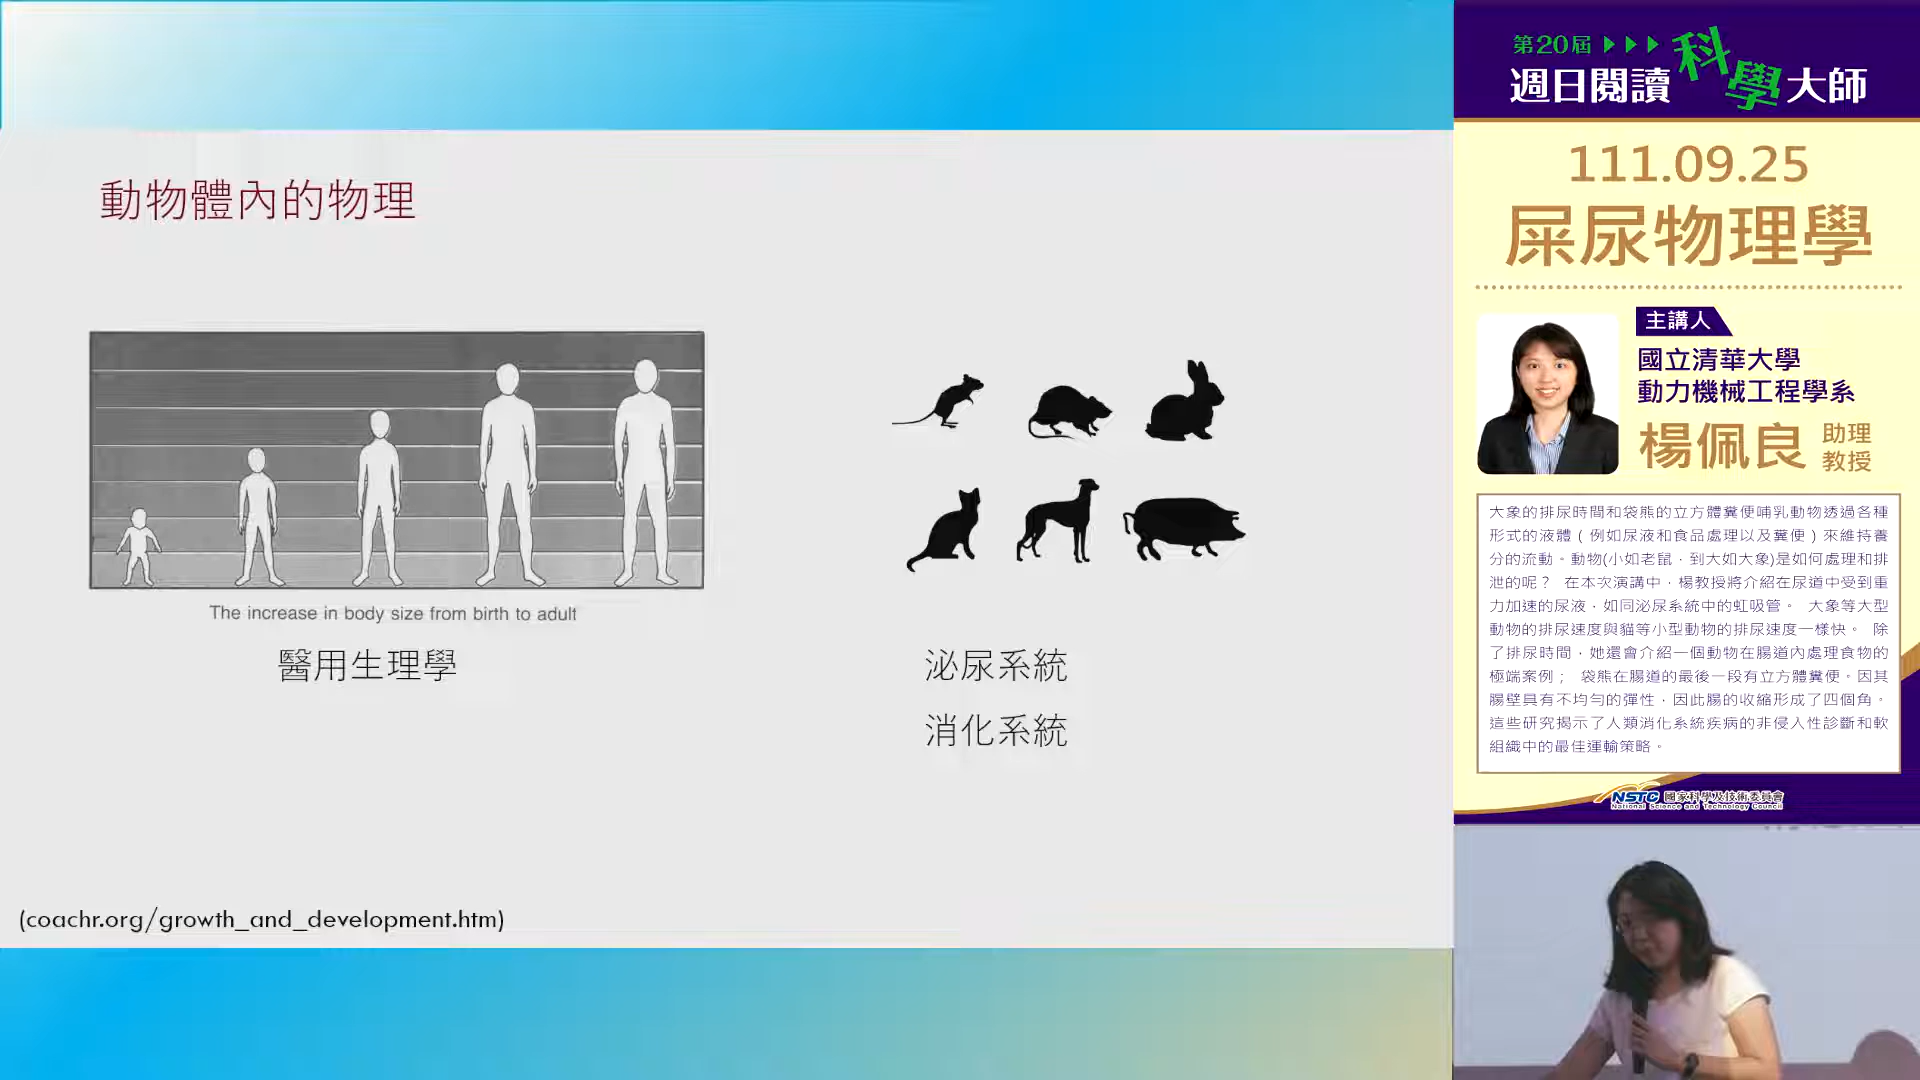 動物體內的物理
The increase in body size from birth to adult
醫用生理學
泌尿系統
消化系統
(coachr.org/growth_and_development.htm)
第20屆
週日閱讀科學大師
111.09.25
屎尿物理學
主講人
國立清華大學
動力機械工程學系
楊佩良 助理教授
大象的排尿時間和袋熊的立方體糞便哺乳動物透過各種
形式的液體(例如尿液和食品處理以及糞便)來維持養
分的流動。動物(小如老鼠,到大如大象)是如何處理和排
泄的呢? 在本次演講中,楊教授將介紹在尿道中受到重
力加速的尿液,如同泌尿系統中的虹吸管。 大象等大型
動物的排尿速度與貓等小型動物的排尿速度一樣快。 除
了排尿時間,她還會介紹一個動物在腸道內處理食物的
極端案例; 袋熊在腸道的最後一段有立方體糞便。因其
腸壁具有不均勻的彈性,因此腸的收縮形成了四個角。
這些研究揭示了人類消化系統疾病的非侵入性診斷和軟
組織中的最佳運輸策略。
NSTC 國家科學及技術委員會
National Science and Technology Council